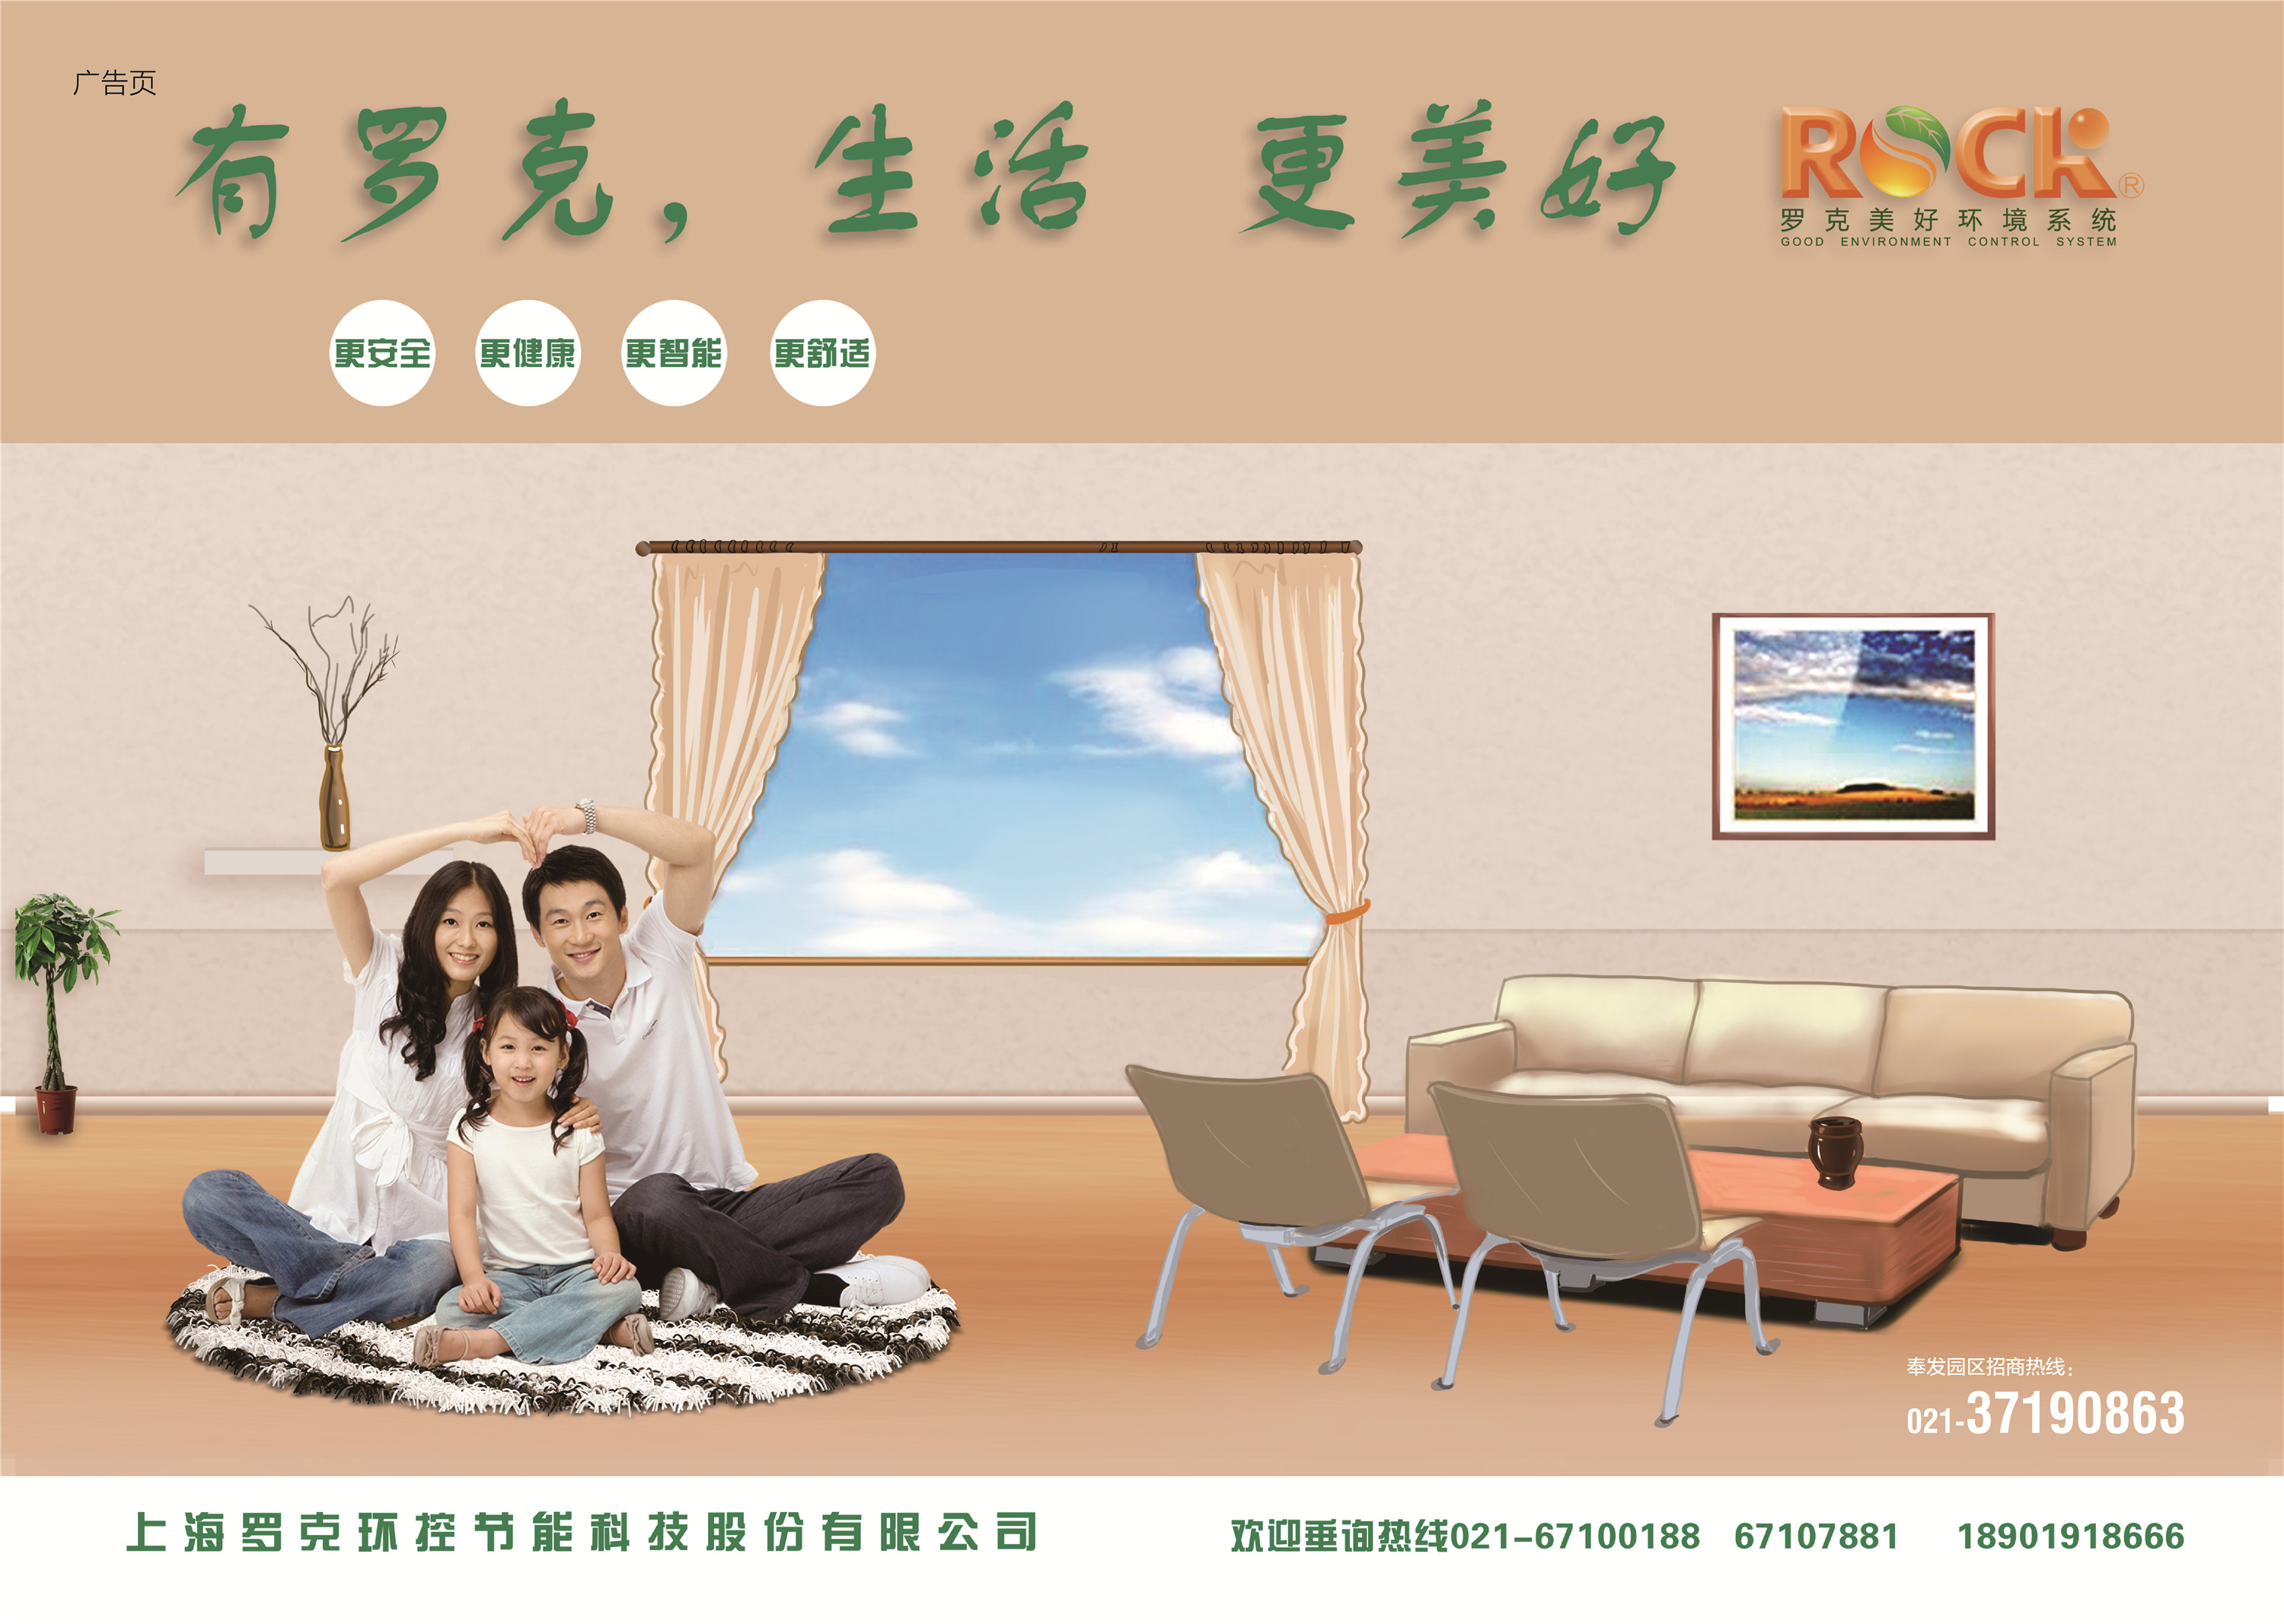 广告页
有罗克，生活 更美好
ROCK®
罗克美好环境系统
GOOD ENVIRONMENT CONTROL SYSTEM
更安全 更健康 更智能 更舒适
奉发园区招商热线：
021-37190863
上海罗克环控节能科技股份有限公司
欢迎垂询热线021-67100188 67107881 18901918666